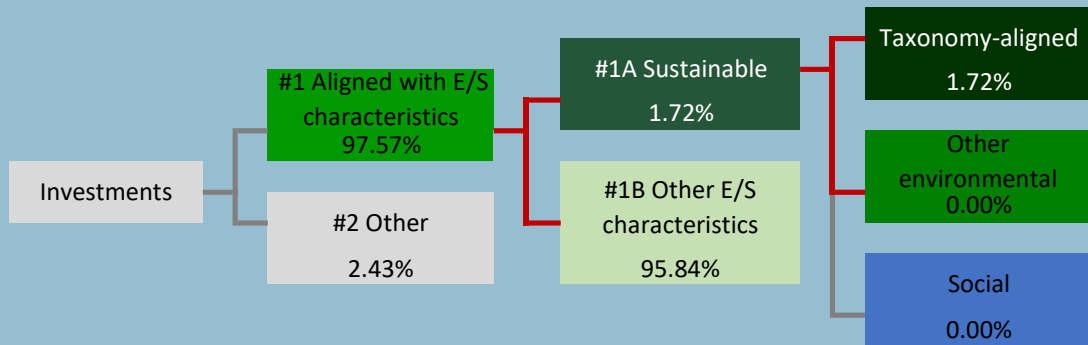 Investments
#1 Aligned with E/S
characteristics
97.57%
#2 Other
2.43%
#1A Sustainable
1.72%
#1B Other E/S
characteristics
95.84%
Taxonomy-aligned
1.72%
Other
environmental
0.00%
Social
0.00%